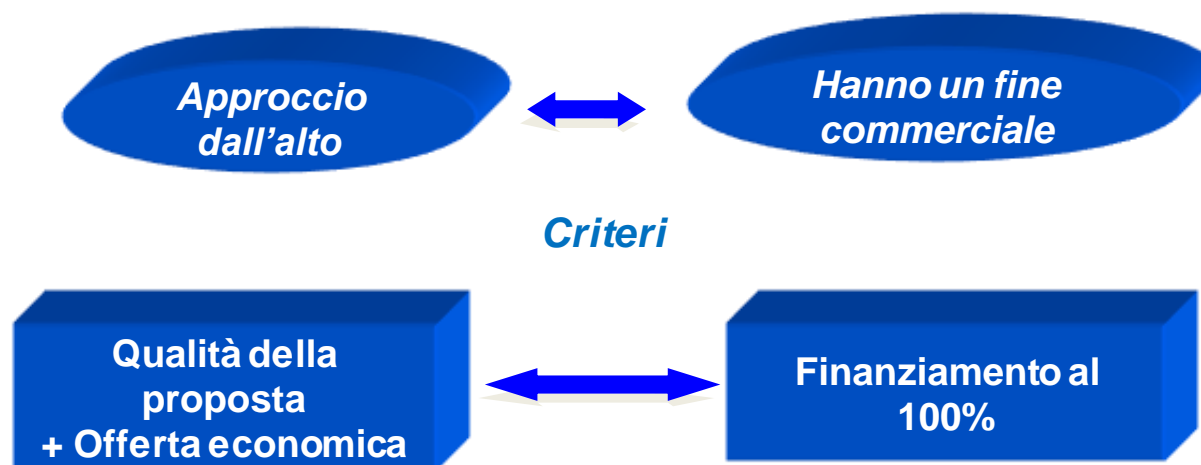 Approccio
dall’alto
Hanno un fine
commerciale
Criteri
Qualità della
proposta
+ Offerta economica
Finanziamento al
100%